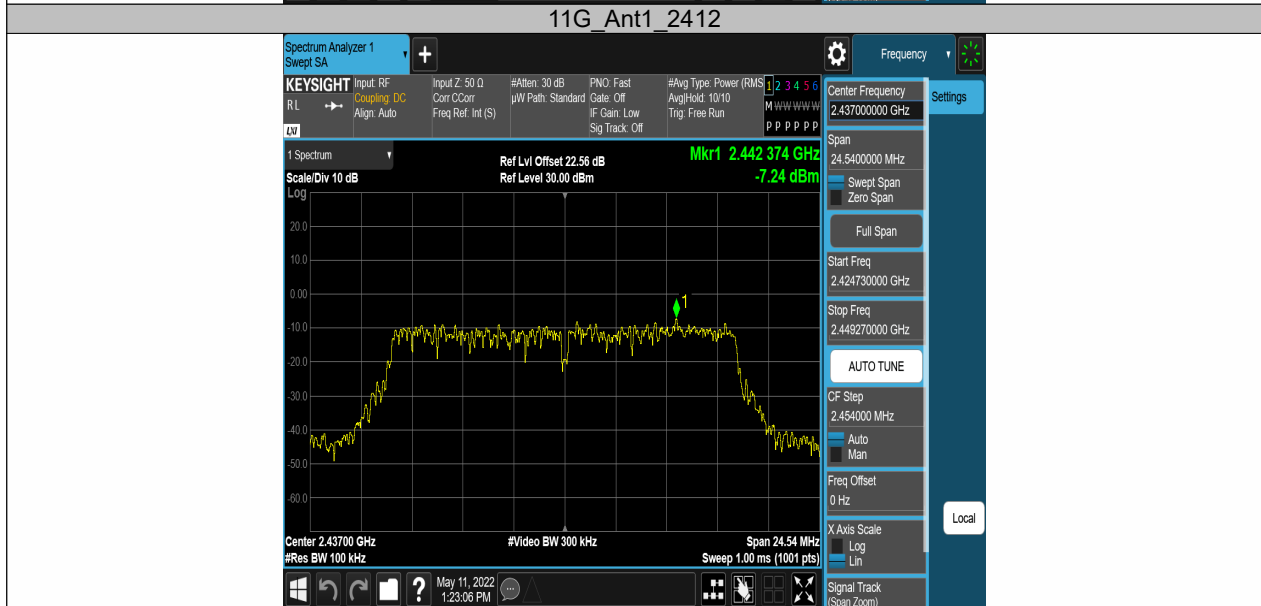 11G_Ant1_2412
Spectrum Analyzer 1
Swept SA
+
Frequency
KEYSIGHT
RL
LXI
Input: RF
Coupling: DC
Align: Auto
Input Z: 50 Ω
Corr CCorr
Freq Ref: Int (S)
#Atten: 30 dB
µW Path: Standard
PNO: Fast
Gate: Off
IF Gain: Low
Sig Track: Off
#Avg Type: Power (RMS
Avg|Hold: 10/10
Trig: Free Run
1 2 3 4 5 6
M W W W W W
P P P P P P
1 Spectrum
Scale/Div 10 dB
Log
Ref Lvl Offset 22.56 dB
Ref Level 30.00 dBm
Mkr1 2.442 374 GHz
-7.24 dBm
20.0
10.0
0.00
-10.0
-20.0
-30.0
-40.0
-50.0
-60.0
1
Center 2.43700 GHz
#Res BW 100 kHz
#Video BW 300 kHz
Span 24.54 MHz
Sweep 1.00 ms (1001 pts)
Center Frequency
2.437000000 GHz
Settings
Span
24.5400000 MHz
Swept Span
Zero Span
Full Span
Start Freq
2.424730000 GHz
Stop Freq
2.449270000 GHz
AUTO TUNE
CF Step
2.454000 MHz
Auto
Man
Freq Offset
0 Hz
X Axis Scale
Log
Lin
Local
Signal Track
(Span Zoom)
?
May 11, 2022
1:23:06 PM